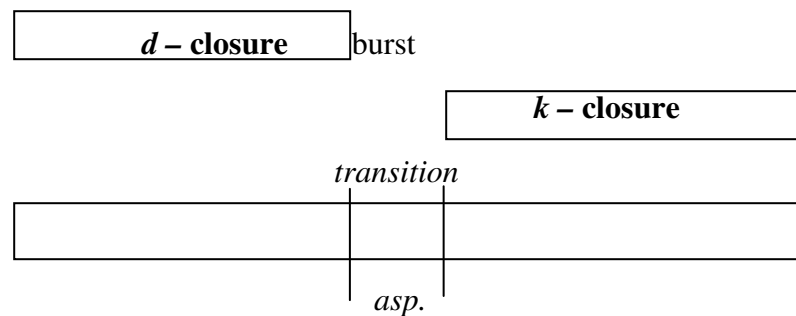 d – closure burst
k – closure
transition
asp.